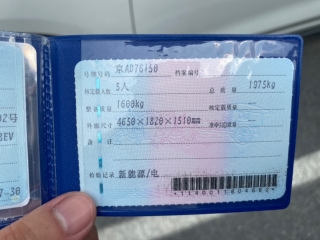 号牌号码 京AD76150 档案编号
核定载人数 5人 总质量 1975kg
整备质量 1600kg 核定载质量
外廓尺寸 4650×1820×1510mm 准牵引总质量
备注
检验记录 新能源/电